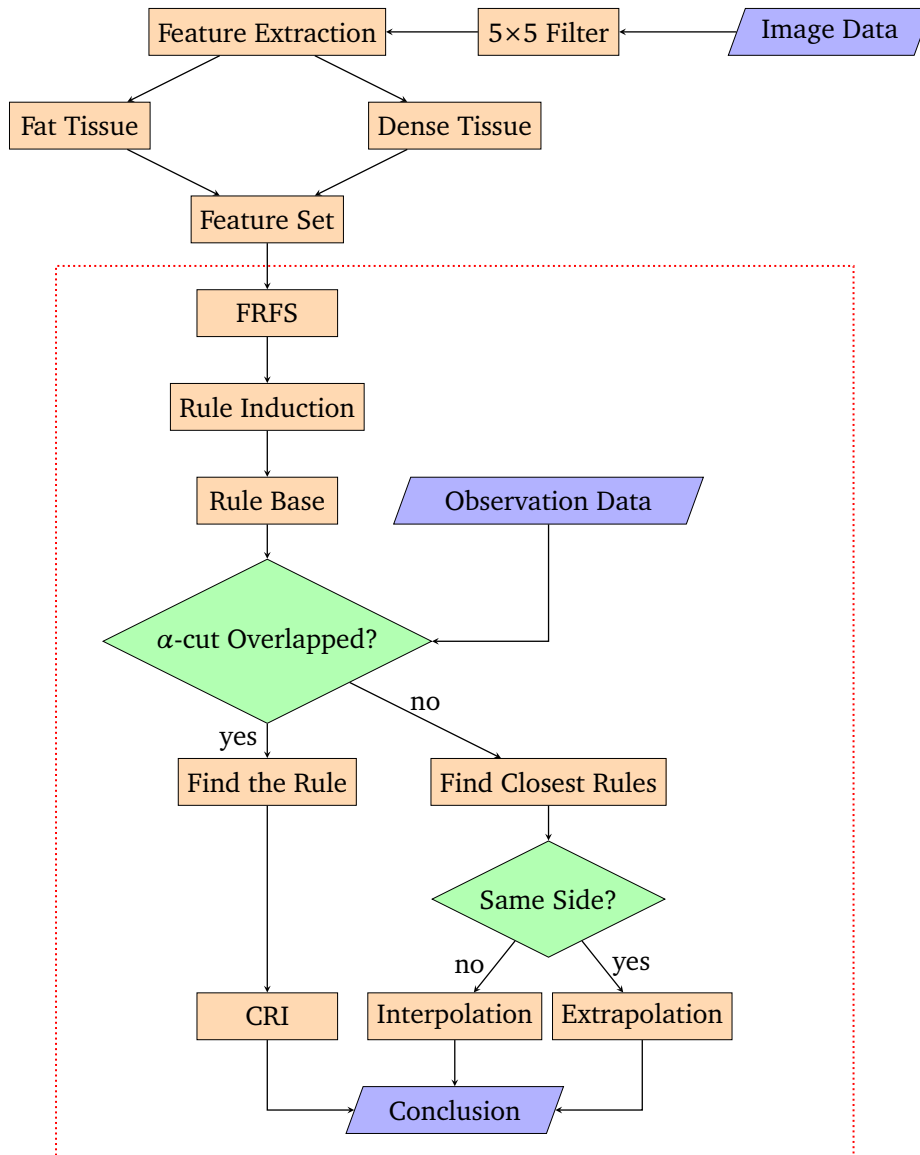 Feature Extraction
5×5 Filter
Image Data
Fat Tissue
Dense Tissue
Feature Set
FRFS
Rule Induction
Rule Base
Observation Data
α-cut Overlapped?
no
yes
Find the Rule
Find Closest Rules
Same Side?
no
yes
CRI
Interpolation
Extrapolation
Conclusion